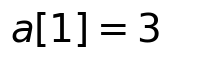 a[1] = 3